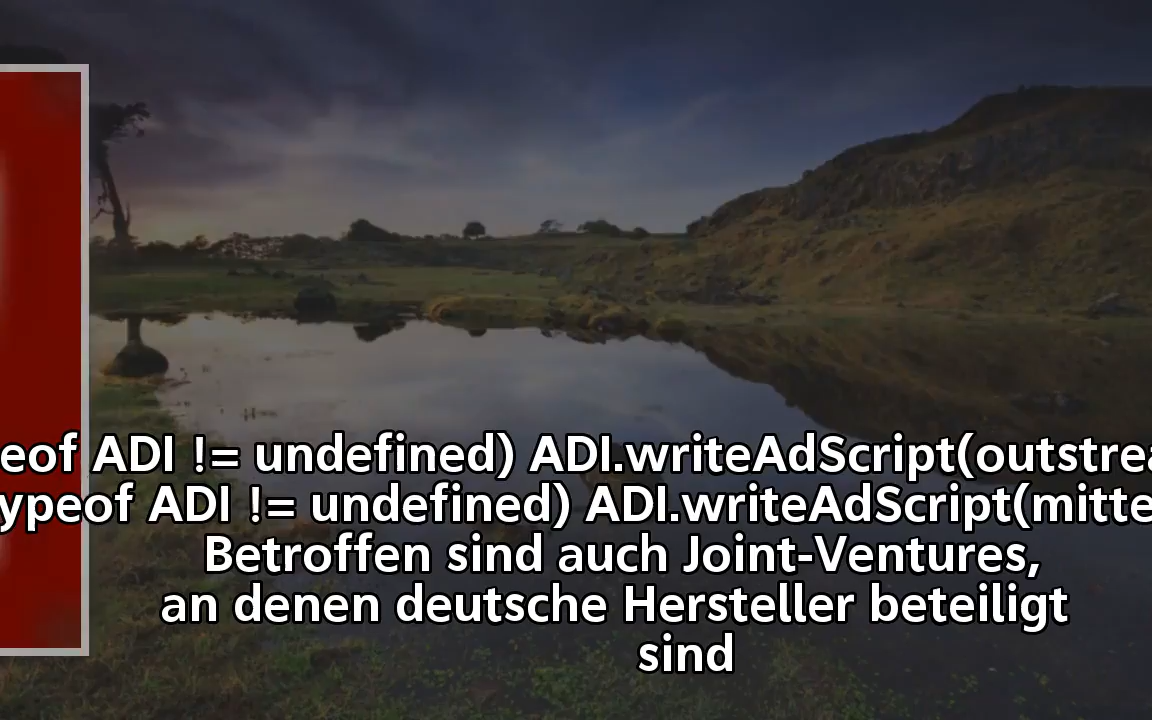 eof ADI != undefined) ADI.writeAdScript(outstrea
ypeof ADI != undefined) ADI.writeAdScript(mitte
Betroffen sind auch Joint-Ventures,
an denen deutsche Hersteller beteiligt
sind